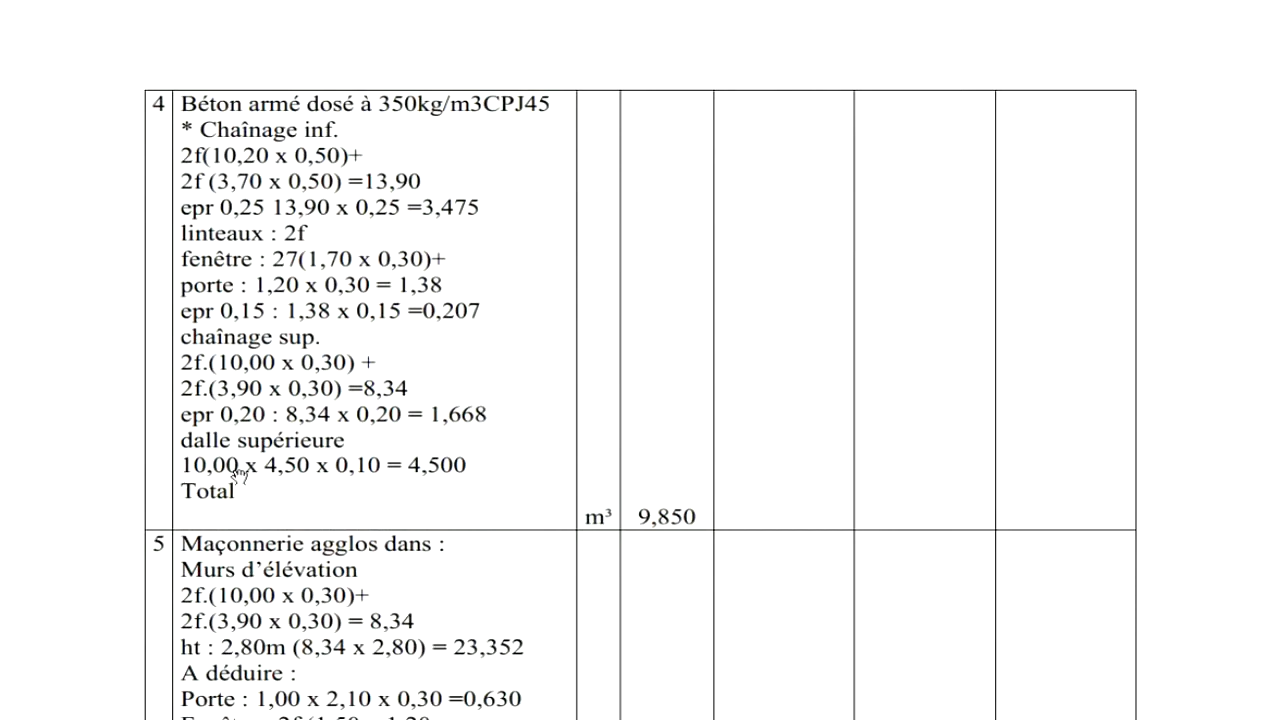 4 Béton armé dosé à 350kg/m3CPJ45
* Chaînage inf.
2f(10,20 x 0,50)+
2f (3,70 x 0,50) =13,90
epr 0,25 13,90 x 0,25 =3,475
linteaux : 2f
fenêtre : 27(1,70 x 0,30)+
porte : 1,20 x 0,30 = 1,38
epr 0,15 : 1,38 x 0,15 =0,207
chaînage sup.
2f.(10,00 x 0,30) +
2f.(3,90 x 0,30) =8,34
epr 0,20 : 8,34 x 0,20 = 1,668
dalle supérieure
10,00 x 4,50 x 0,10 = 4,500
Total
m³ 9,850
5 Maçonnerie agglos dans :
Murs d’élévation
2f.(10,00 x 0,30)+
2f.(3,90 x 0,30) = 8,34
ht : 2,80m (8,34 x 2,80) = 23,352
A déduire :
Porte : 1,00 x 2,10 x 0,30 =0,630